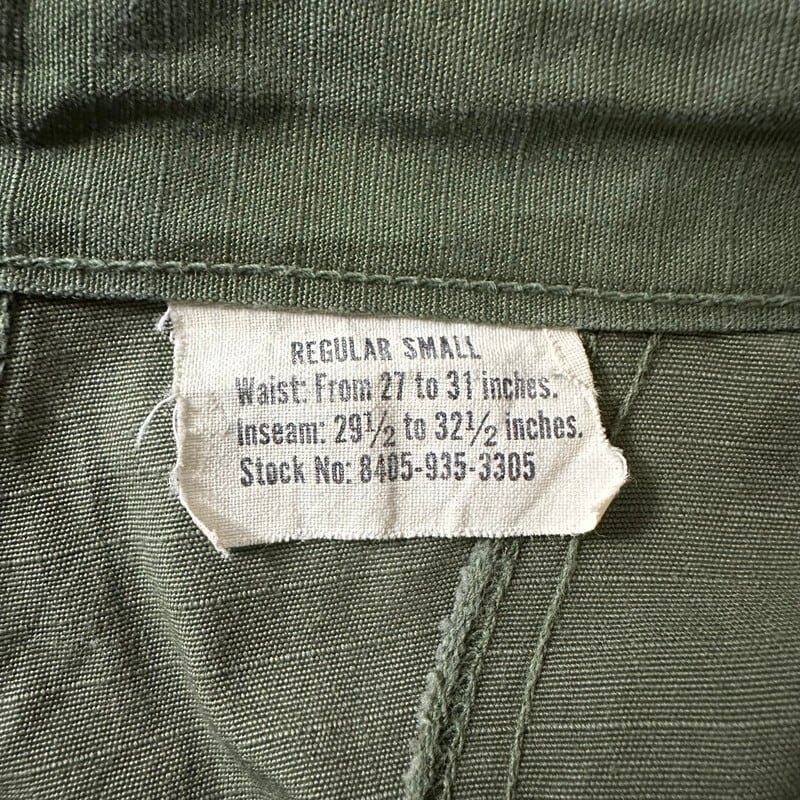 REGULAR SMALL
Waist: From 27 to 31 inches.
Inseam: 29½ to 32½ inches.
Stock No: 8405-935-3305